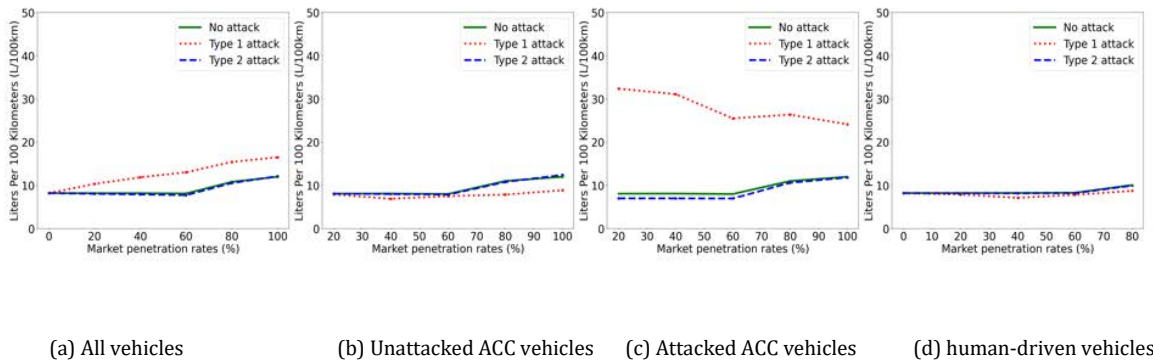 50
40
30
20
10
0
Liters Per 100 Kilometers (L/100km)
No attack
Type 1 attack
Type 2 attack
0 20 40 60 80 100
Market penetration rates (%)
50
40
30
20
10
0
Liters Per 100 Kilometers (L/100km)
No attack
Type 1 attack
Type 2 attack
20 30 40 50 60 70 80 90 100
Market penetration rates (%)
50
40
30
20
10
0
Liters Per 100 Kilometers (L/100km)
No attack
Type 1 attack
Type 2 attack
20 30 40 50 60 70 80 90 100
Market penetration rates (%)
50
40
30
20
10
0
Liters Per 100 Kilometers (L/100km)
No attack
Type 1 attack
Type 2 attack
0 10 20 30 40 50 60 70 80
Market penetration rates (%)
(a) All vehicles
(b) Unattacked ACC vehicles
(c) Attacked ACC vehicles
(d) human-driven vehicles